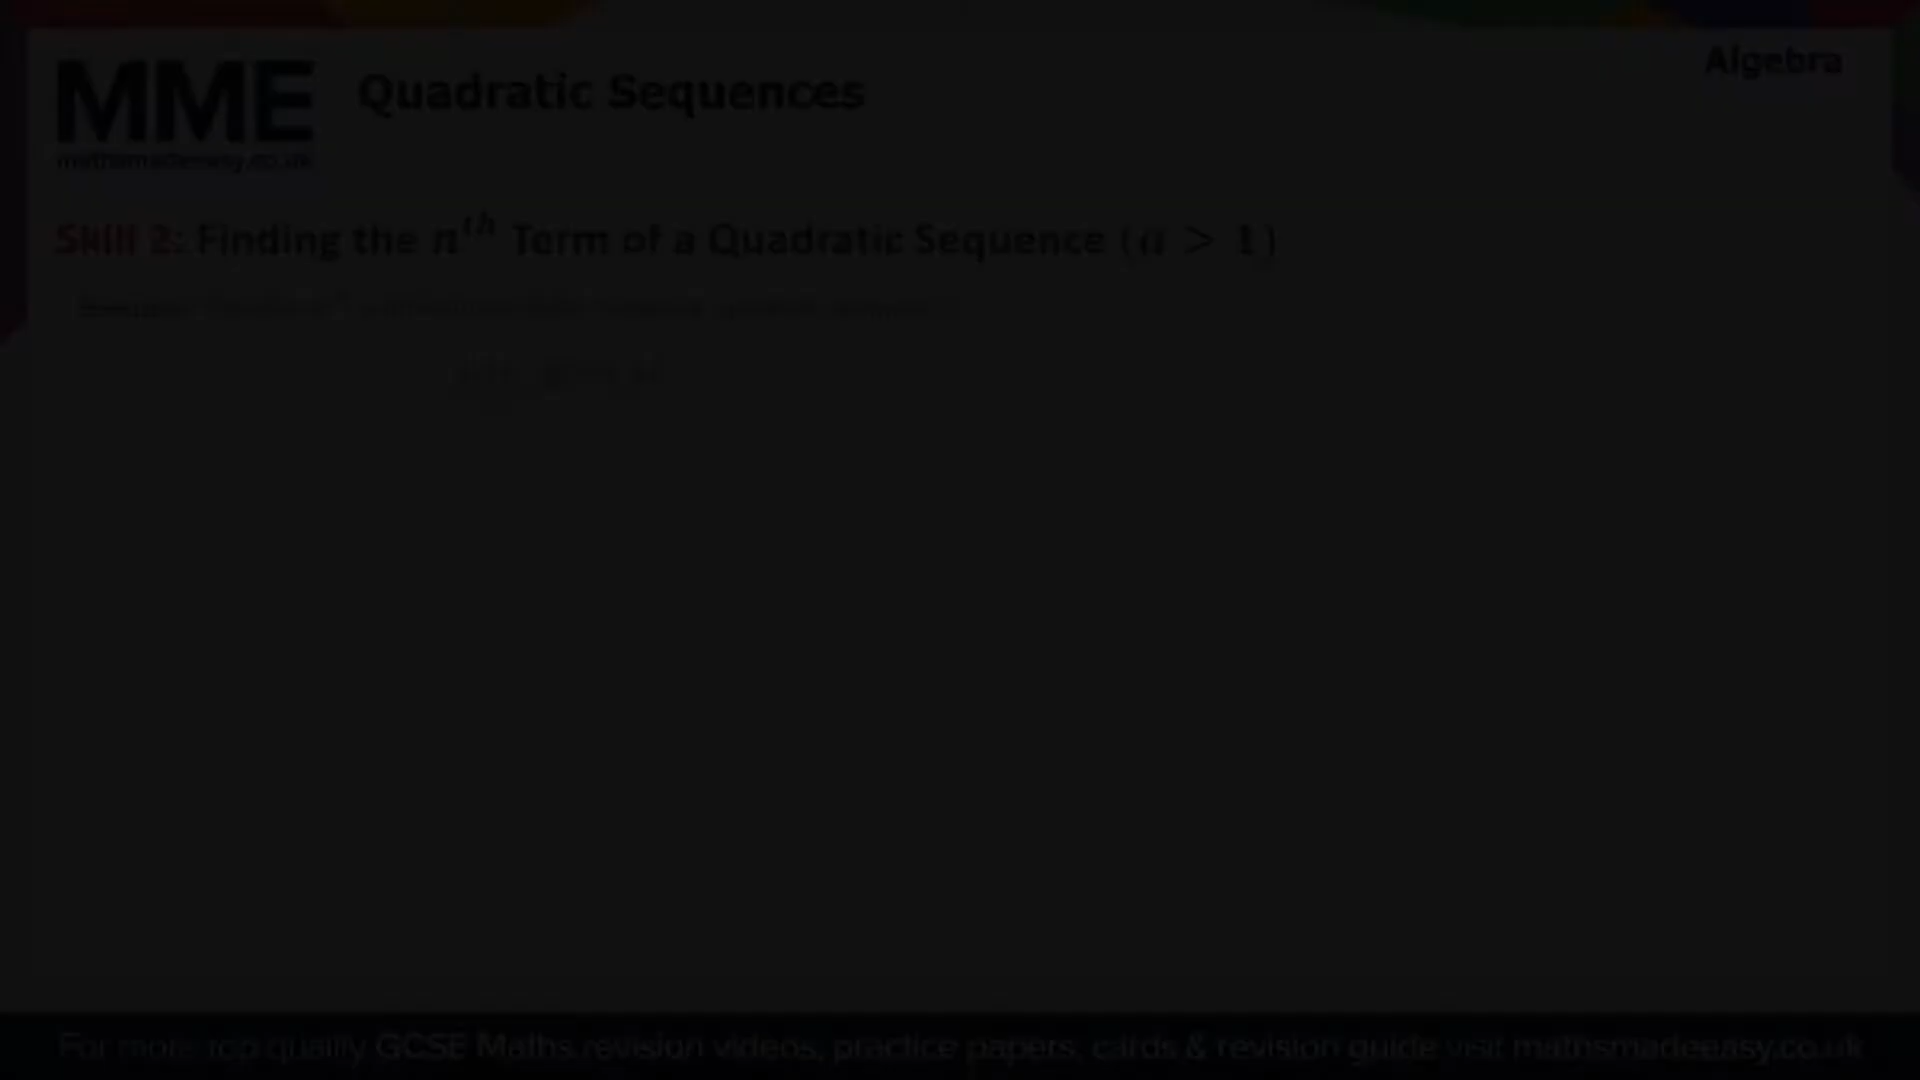 Algebra
MME
Quadratic Sequences
mathsmadeeasy.co.uk
Skill 2: Finding the nᵗʰ Term of a Quadratic Sequence (a > 1)
For more top quality GCSE Maths revision videos, practice papers, cards & revision guide visit mathsmadeeasy.co.uk